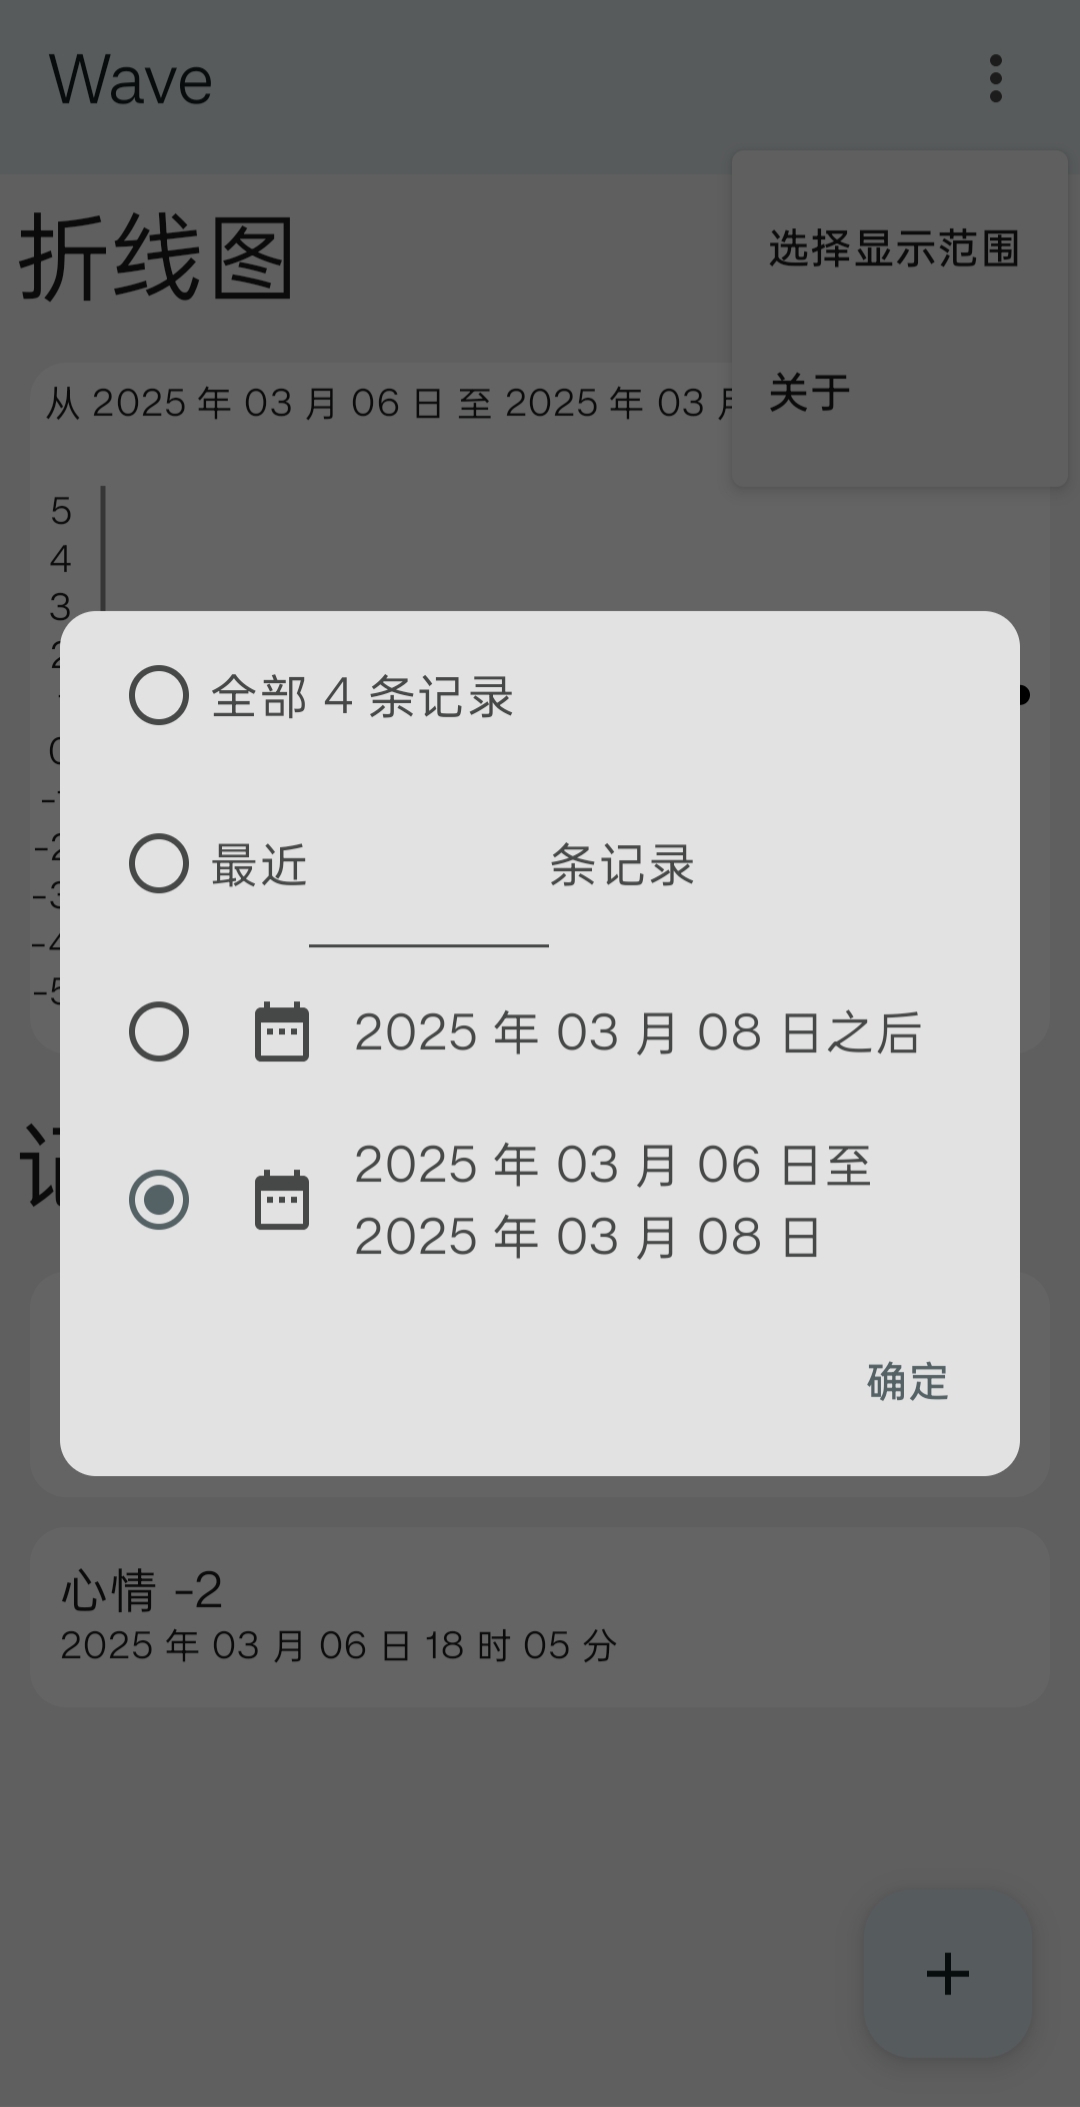 Wave
折线图
选择显示范围
关于
从 2025 年 03 月 06 日 至 2025 年 03
5
4
3
全部 4 条记录
最近 条记录
2025 年 03 月 08 日之后
2025 年 03 月 06 日至
2025 年 03 月 08 日
确定
心情 -2
2025 年 03 月 06 日 18 时 05 分